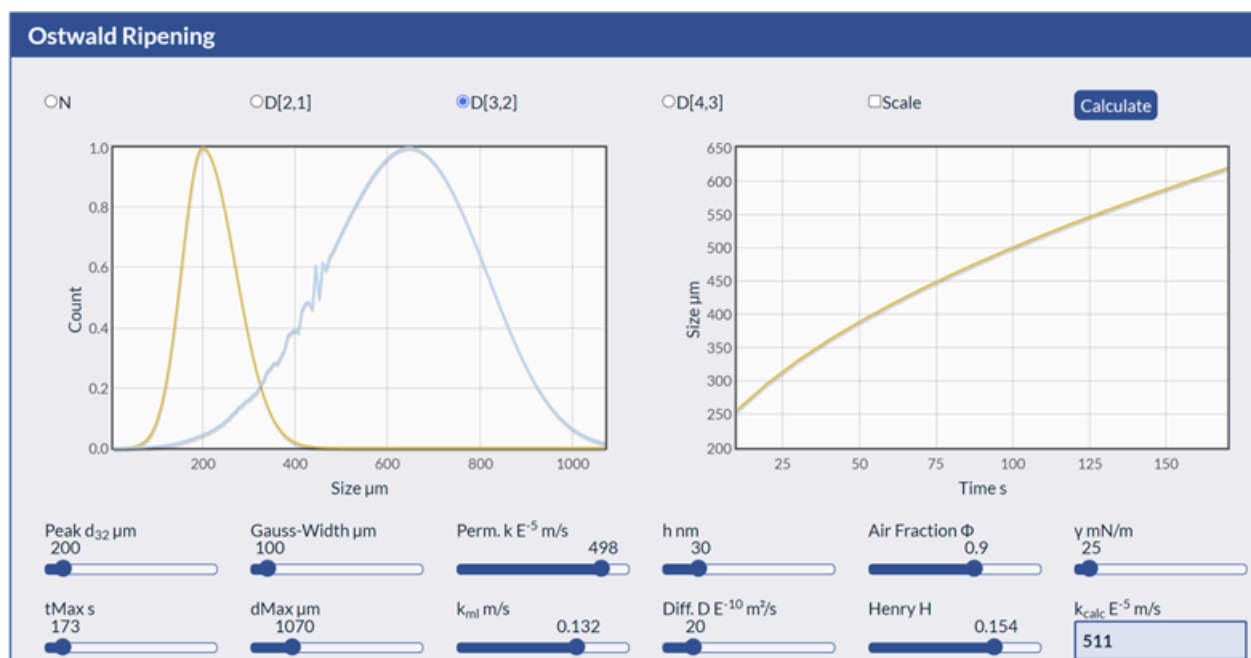 Ostwald Ripening
N D[2,1] D[3,2] D[4,3] Scale Calculate
1.0
0.8
0.6
0.4
0.2
0.0
Count
200 400 600 800 1000
Size µm
650
600
550
500
450
400
350
300
250
200
Size µm
25 50 75 100 125 150
Time s
Peak d₃₂ µm Gauss-Width µm Perm. k E⁻⁵ m/s h nm Air Fraction Φ γ mN/m
200 100 498 30 0.9 25
tMax s dMax µm kₘₗ m/s Diff. D E⁻¹⁰ m²/s Henry H k_calc E⁻⁵ m/s
173 1070 0.132 20 0.154 511